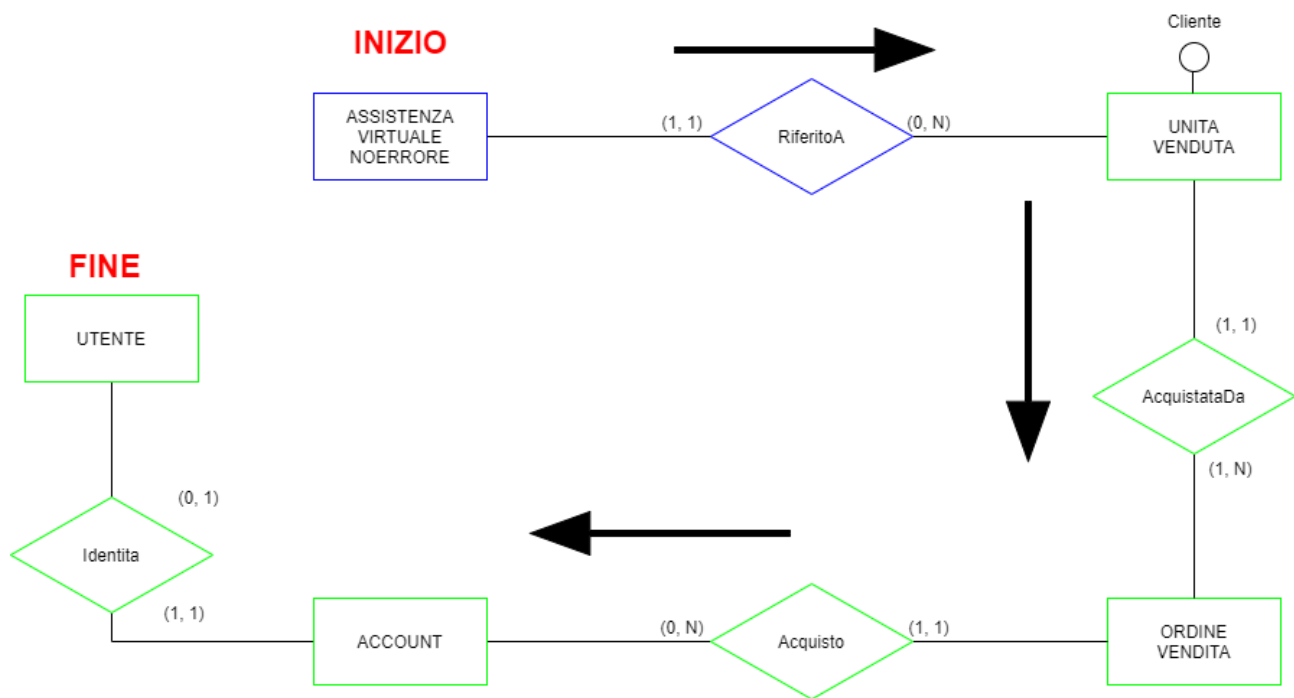 Cliente
INIZIO
ASSISTENZA
VIRTUALE
NOERRORE
(1, 1)
RiferitoA
(0, N)
UNITA
VENDUTA
FINE
UTENTE
(1, 1)
AcquistataDa
(1, N)
(0, 1)
Identita
(1, 1)
ACCOUNT
(0, N)
Acquisto
(1, 1)
ORDINE
VENDITA